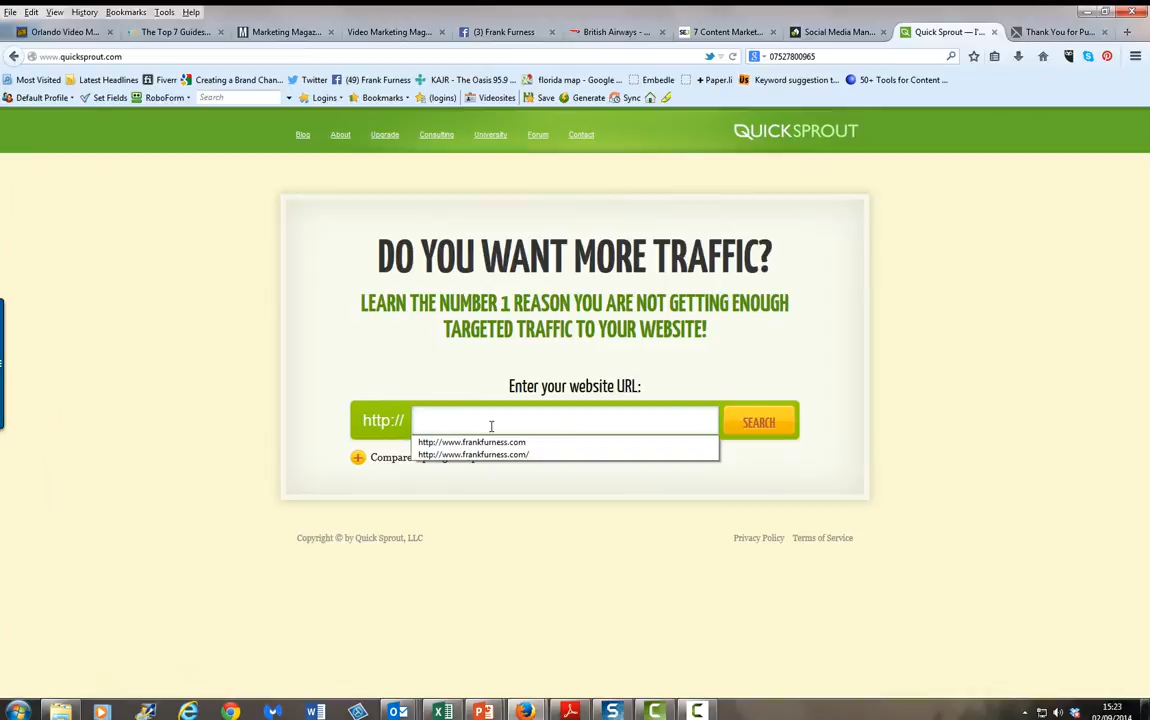 File Edit View History Bookmarks Tools Help
Orlando Video M... × The Top 7 Guides... × Marketing Magaz... × Video Marketing Mag... × (3) Frank Furness × British Airways - ... × 7 Content Market... × Social Media Man... × Quick Sprout — I'... × Thank You for Pu... × +
www.quicksprout.com 07527800965
Most Visited Latest Headlines Fiverr Creating a Brand Chan... Twitter (49) Frank Furness KAJR - The Oasis 95.9 ... florida map - Google ... Embedle + Paper.li Keyword suggestion t... 50+ Tools for Content ...
Default Profile Set Fields RoboForm Search Logins Bookmarks (logins) Videosites Save Generate Sync
Blog About Upgrade Consulting University Forum Contact QUICKSPROUT
DO YOU WANT MORE TRAFFIC?
LEARN THE NUMBER 1 REASON YOU ARE NOT GETTING ENOUGH
TARGETED TRAFFIC TO YOUR WEBSITE!
Enter your website URL:
http:// SEARCH
http://www.frankfurness.com
http://www.frankfurness.com/
Compare
Copyright © by Quick Sprout, LLC Privacy Policy Terms of Service
15:23
02/09/2014